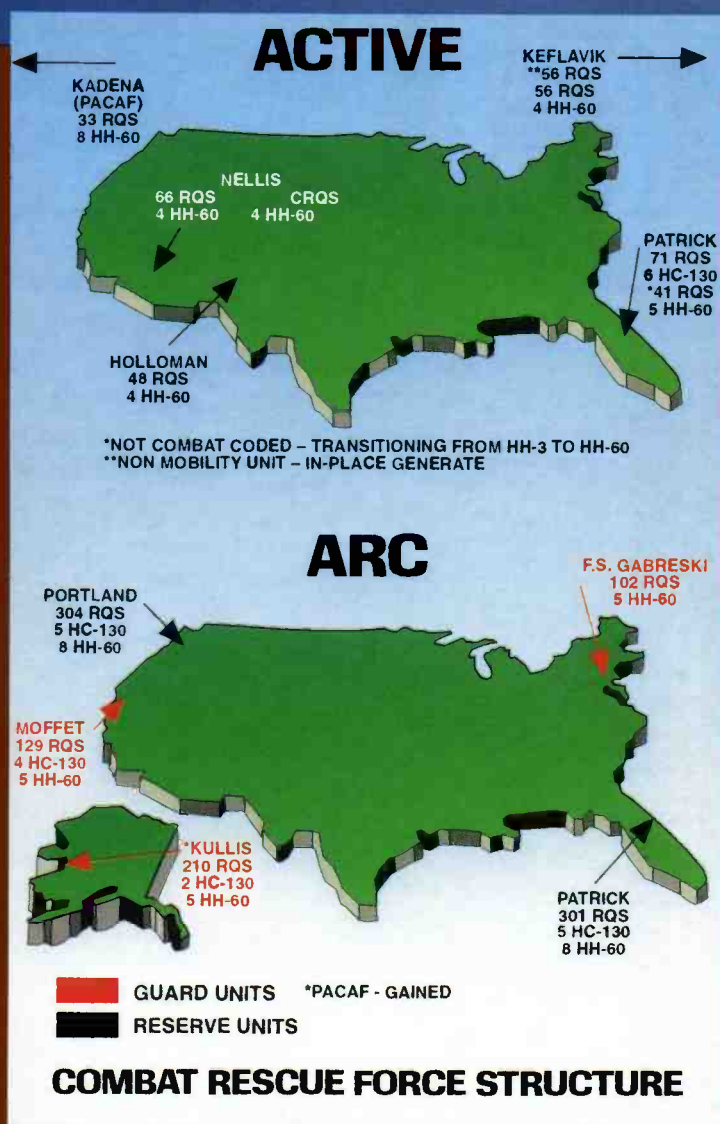 ACTIVE
KADENA
(PACAF)
33 RQS
8 HH-60
KEFLAVIK
**56 RQS
56 RQS
4 HH-60
NELLIS
66 RQS CRQS
4 HH-60 4 HH-60
PATRICK
71 RQS
6 HC-130
*41 RQS
5 HH-60
HOLLOMAN
48 RQS
4 HH-60
*NOT COMBAT CODED – TRANSITIONING FROM HH-3 TO HH-60
**NON MOBILITY UNIT – IN-PLACE GENERATE
ARC
PORTLAND
304 RQS
5 HC-130
8 HH-60
F.S. GABRESKI
102 RQS
5 HH-60
MOFFET
129 RQS
4 HC-130
5 HH-60
*KULLIS
210 RQS
2 HC-130
5 HH-60
PATRICK
301 RQS
5 HC-130
8 HH-60
GUARD UNITS *PACAF - GAINED
RESERVE UNITS
COMBAT RESCUE FORCE STRUCTURE